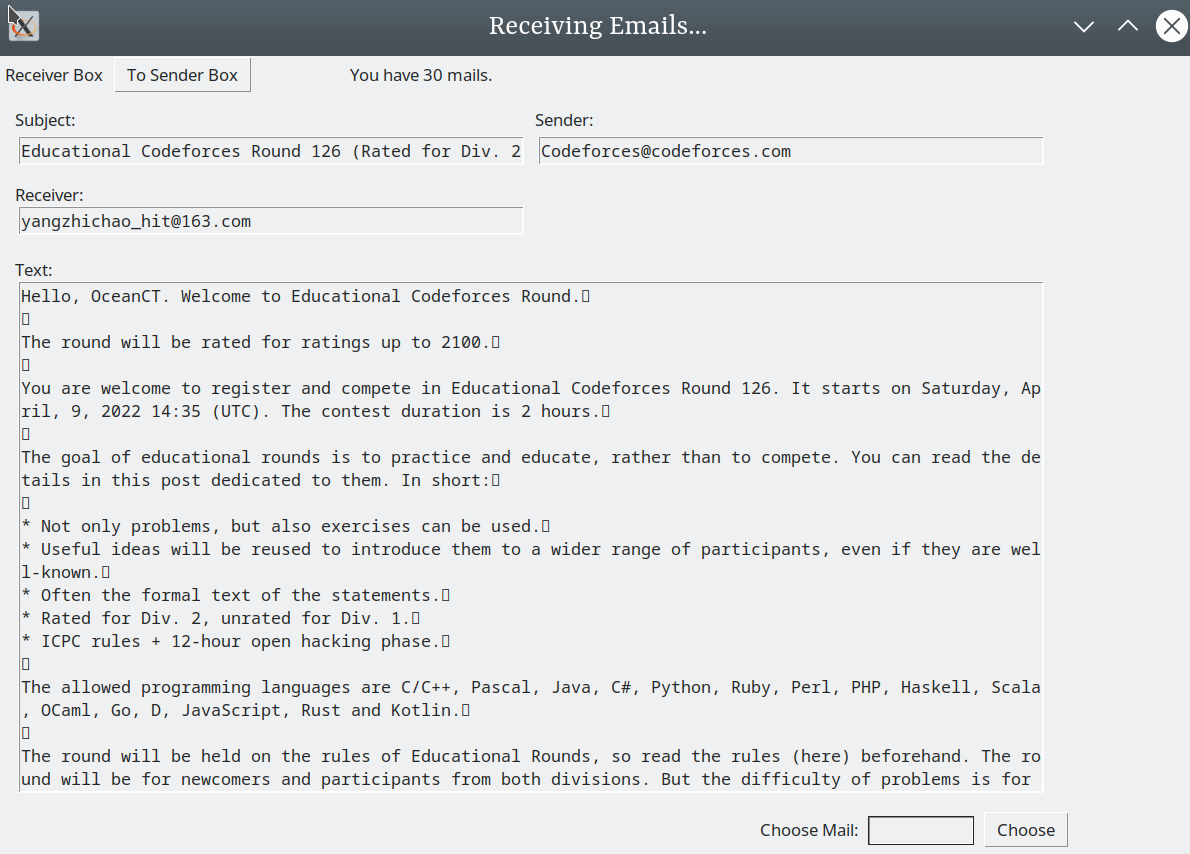 Receiving Emails...
Receiver Box To Sender Box You have 30 mails.
Subject: Sender:
Educational Codeforces Round 126 (Rated for Div. 2 Codeforces@codeforces.com
Receiver:
yangzhichao_hit@163.com
Text:
Hello, OceanCT. Welcome to Educational Codeforces Round.
The round will be rated for ratings up to 2100.
You are welcome to register and compete in Educational Codeforces Round 126. It starts on Saturday, Ap
ril, 9, 2022 14:35 (UTC). The contest duration is 2 hours.
The goal of educational rounds is to practice and educate, rather than to compete. You can read the de
tails in this post dedicated to them. In short:
* Not only problems, but also exercises can be used.
* Useful ideas will be reused to introduce them to a wider range of participants, even if they are wel
l-known.
* Often the formal text of the statements.
* Rated for Div. 2, unrated for Div. 1.
* ICPC rules + 12-hour open hacking phase.
The allowed programming languages are C/C++, Pascal, Java, C#, Python, Ruby, Perl, PHP, Haskell, Scala
, OCaml, Go, D, JavaScript, Rust and Kotlin.
The round will be held on the rules of Educational Rounds, so read the rules (here) beforehand. The ro
und will be for newcomers and participants from both divisions. But the difficulty of problems is for
Choose Mail: Choose